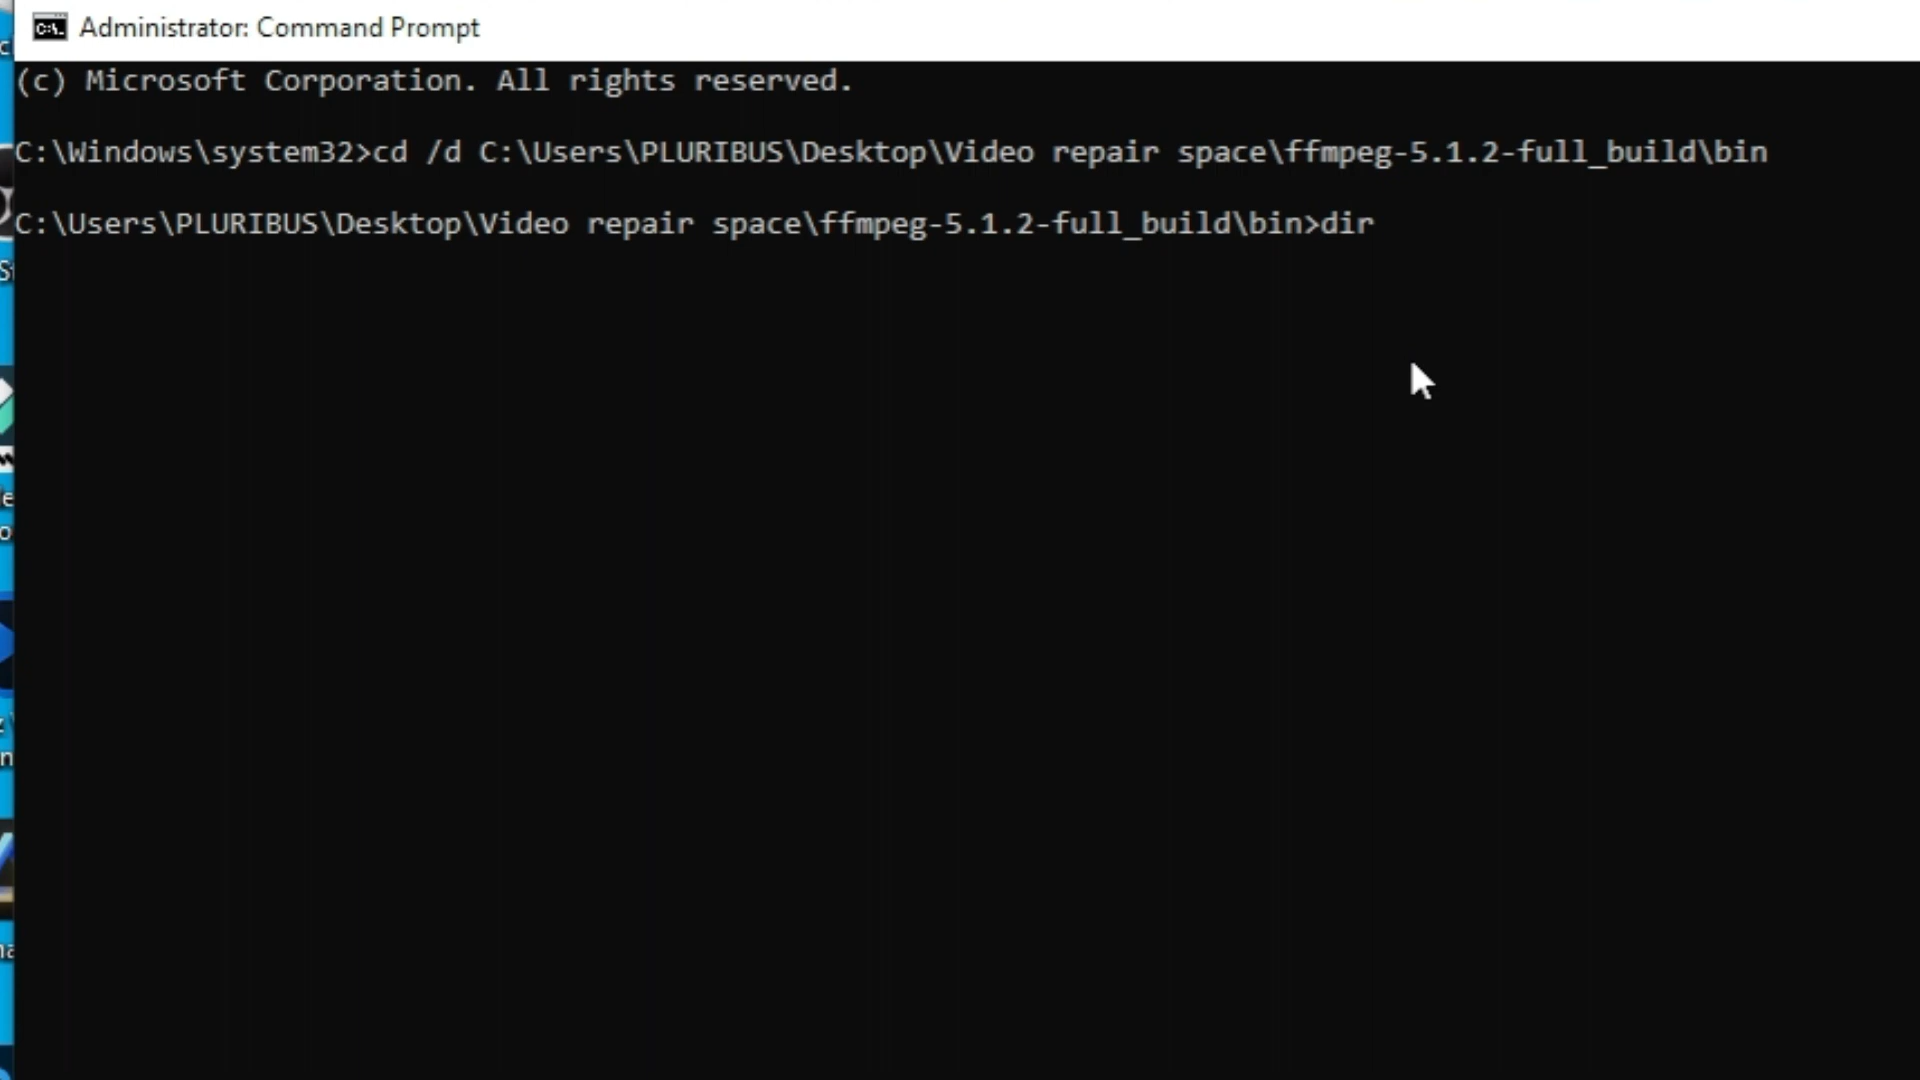 Administrator: Command Prompt
(c) Microsoft Corporation. All rights reserved.
C:\Windows\system32>cd /d C:\Users\PLURIBUS\Desktop\Video repair space\ffmpeg-5.1.2-full_build\bin
C:\Users\PLURIBUS\Desktop\Video repair space\ffmpeg-5.1.2-full_build\bin>dir